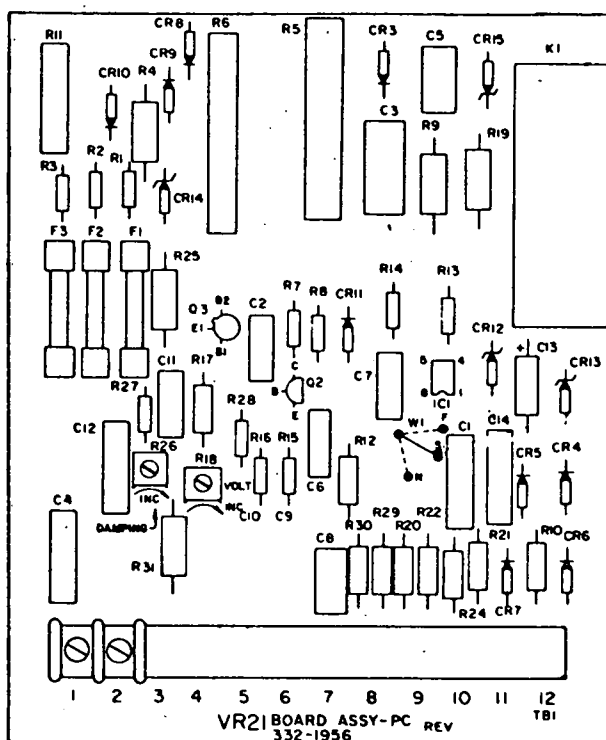 CR8 R6 R5 CR3 C5 CR15
R11 CR9 K1
CR10 R4
C3 R9 R19
R3 R2 R1
CR14
F3 F2 F1
R25
B2 Q3 E1 B1
C2 R7 R8 CR11 R14 R13
CR12 + C13 CR13
C11 R17 C Q2 B E
C7 5 4 8 1 IC1
R27 R28
W1 F S N
C1 C14
C12 R26 R18 R16 R15 R12
CR5 CR4
VOLT
INC INC
C10 C9 C6
C4 DAMPING
R31
C8 R30 R29 R20 R22 R21 R10 CR6
R24 CR7
1 2 3 4 5 6 7 8 9 10 11 12
TB1
VR21 BOARD ASSY-PC REV
332-1956